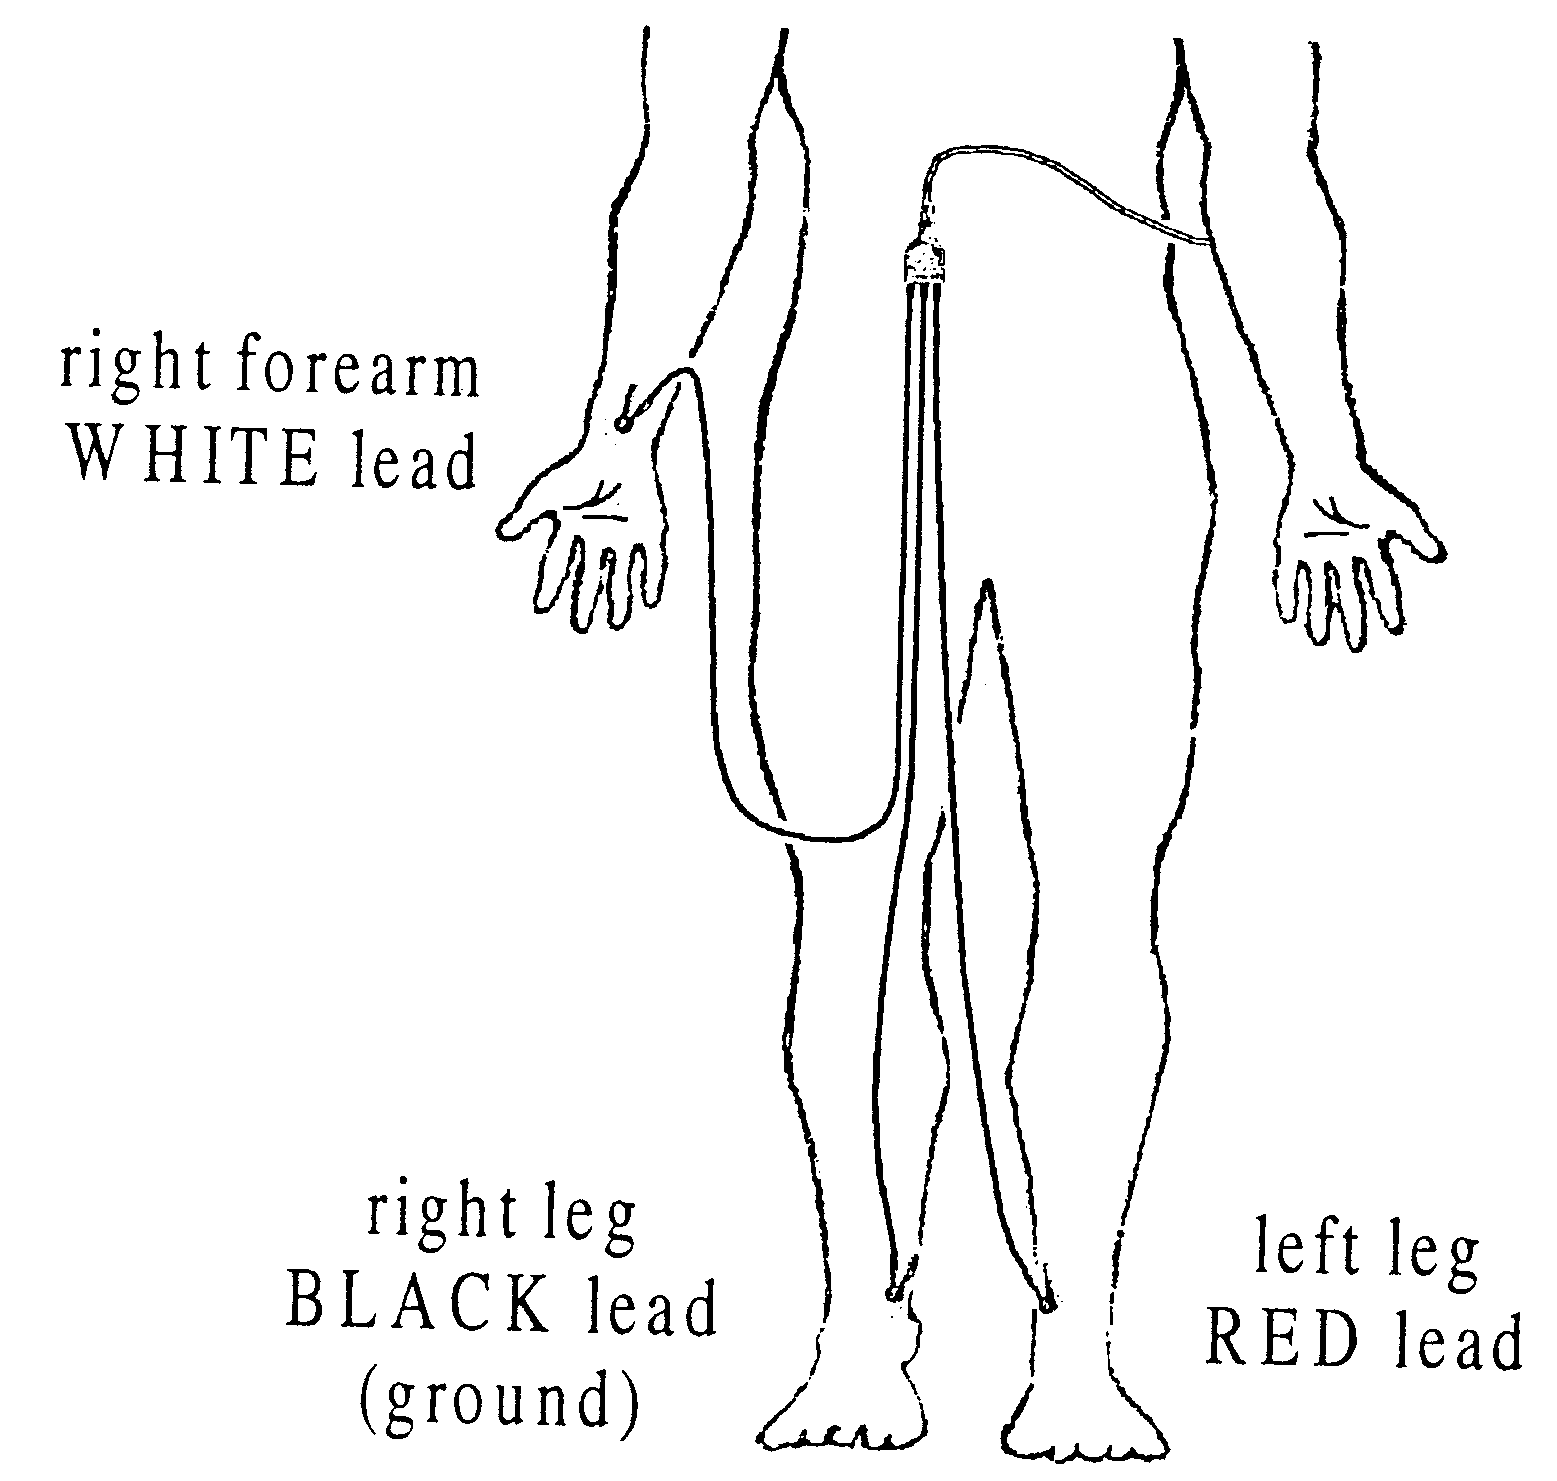 right forearm
WHITE lead
right leg
BLACK lead
(ground)
left leg
RED lead